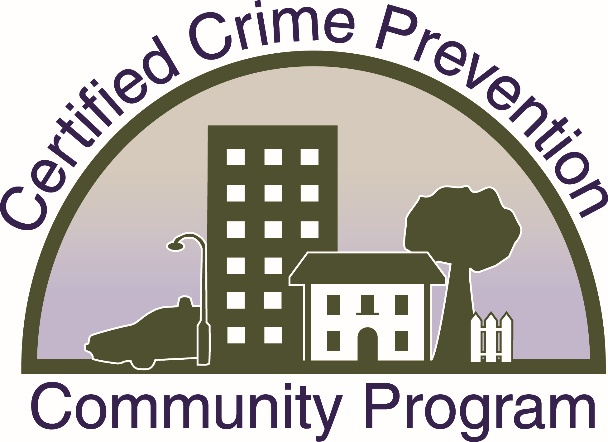 Certified Crime Prevention
Community Program